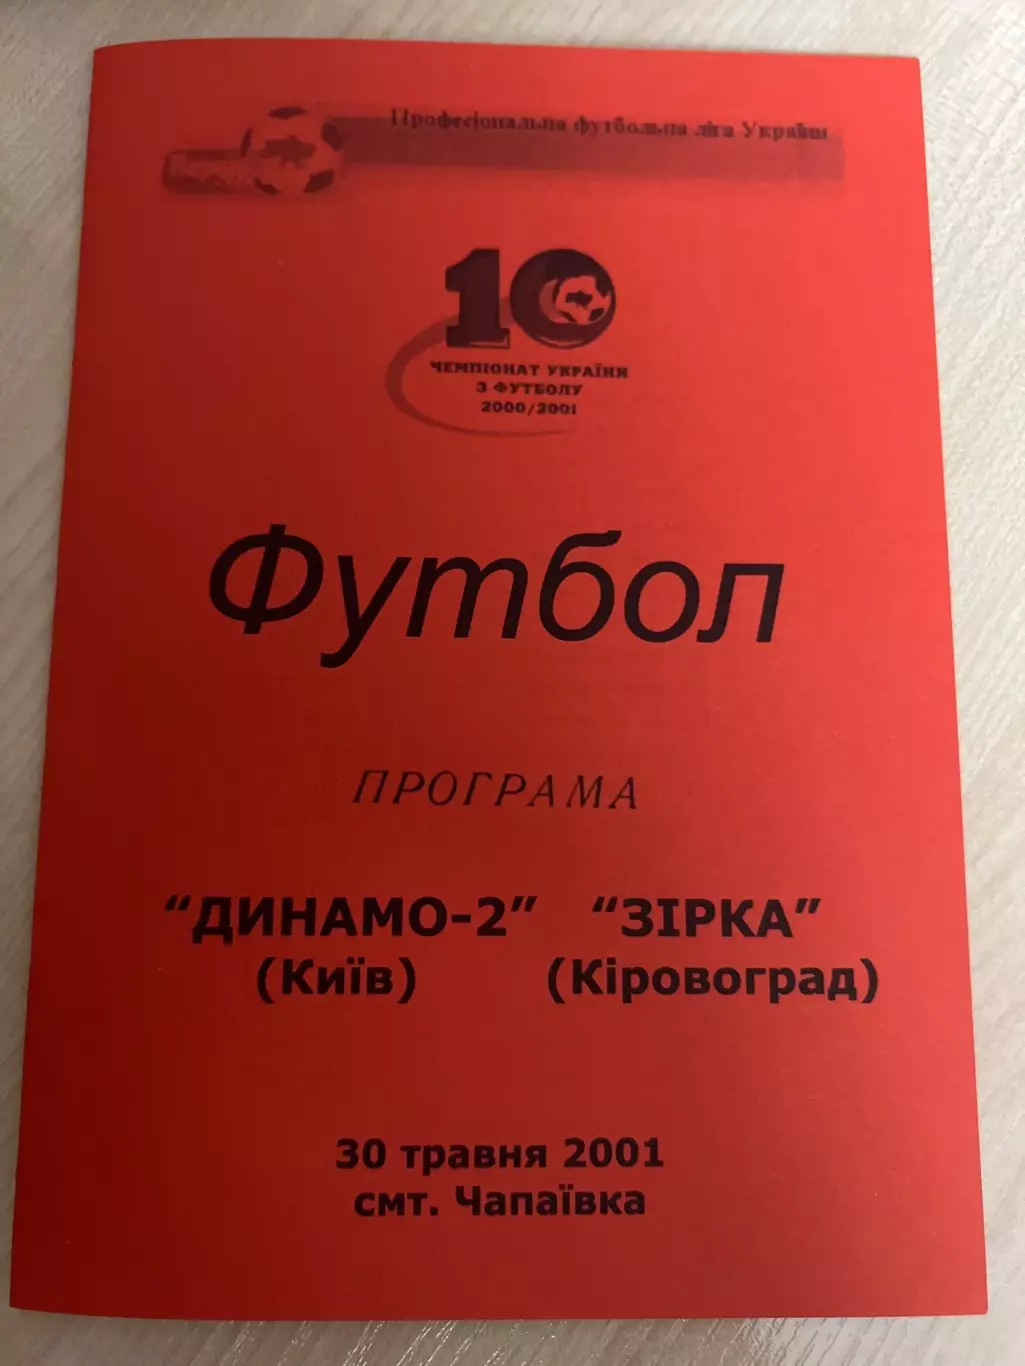 Професіональна футбольна ліга України
10
ЧЕМПІОНАТ УКРАЇНИ
З ФУТБОЛУ
2000/2001
Футбол
ПРОГРАМА
“ДИНАМО-2” “ЗІРКА”
(Київ) (Кіровоград)
30 травня 2001
смт. Чапаївка